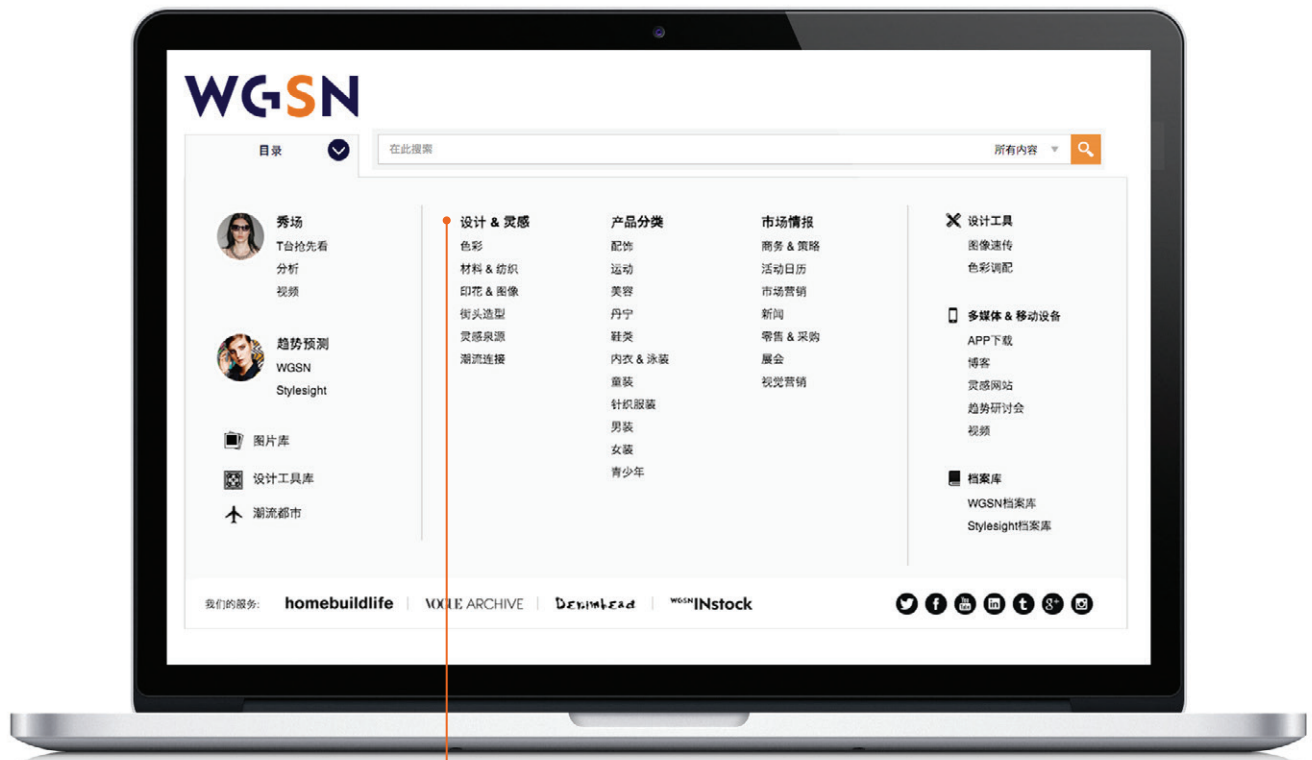 WGSN
目录
在此搜索
所有内容
秀场
T台抢先看
分析
视频
趋势预测
WGSN
Stylesight
图片库
设计工具库
潮流都市
设计 & 灵感
色彩
材料 & 纺织
印花 & 图像
街头造型
灵感泉源
潮流连接
产品分类
配饰
运动
美容
丹宁
鞋类
内衣 & 泳装
童装
针织服装
男装
女装
青少年
市场情报
商务 & 策略
活动日历
市场营销
新闻
零售 & 采购
展会
视觉营销
设计工具
图像速传
色彩调配
多媒体 & 移动设备
APP下载
博客
灵感网站
趋势研讨会
视频
档案库
WGSN档案库
Stylesight档案库
我们的服务: homebuildlife VOGUE ARCHIVE Denimhead WGSN INstock
You Tube in t g+